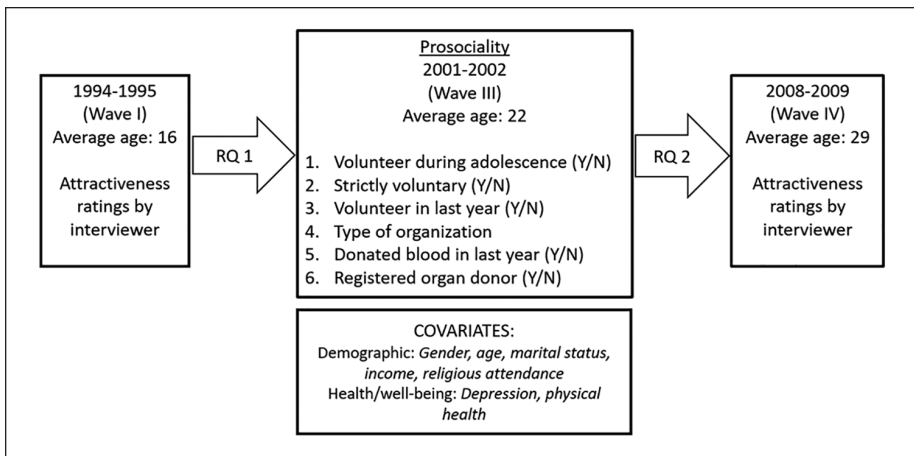 1994-1995
(Wave I)
Average age: 16
Attractiveness
ratings by
interviewer
RQ 1
Prosociality
2001-2002
(Wave III)
Average age: 22
1. Volunteer during adolescence (Y/N)
2. Strictly voluntary (Y/N)
3. Volunteer in last year (Y/N)
4. Type of organization
5. Donated blood in last year (Y/N)
6. Registered organ donor (Y/N)
RQ 2
2008-2009
(Wave IV)
Average age: 29
Attractiveness
ratings by
interviewer
COVARIATES:
Demographic: Gender, age, marital status,
income, religious attendance
Health/well-being: Depression, physical
health